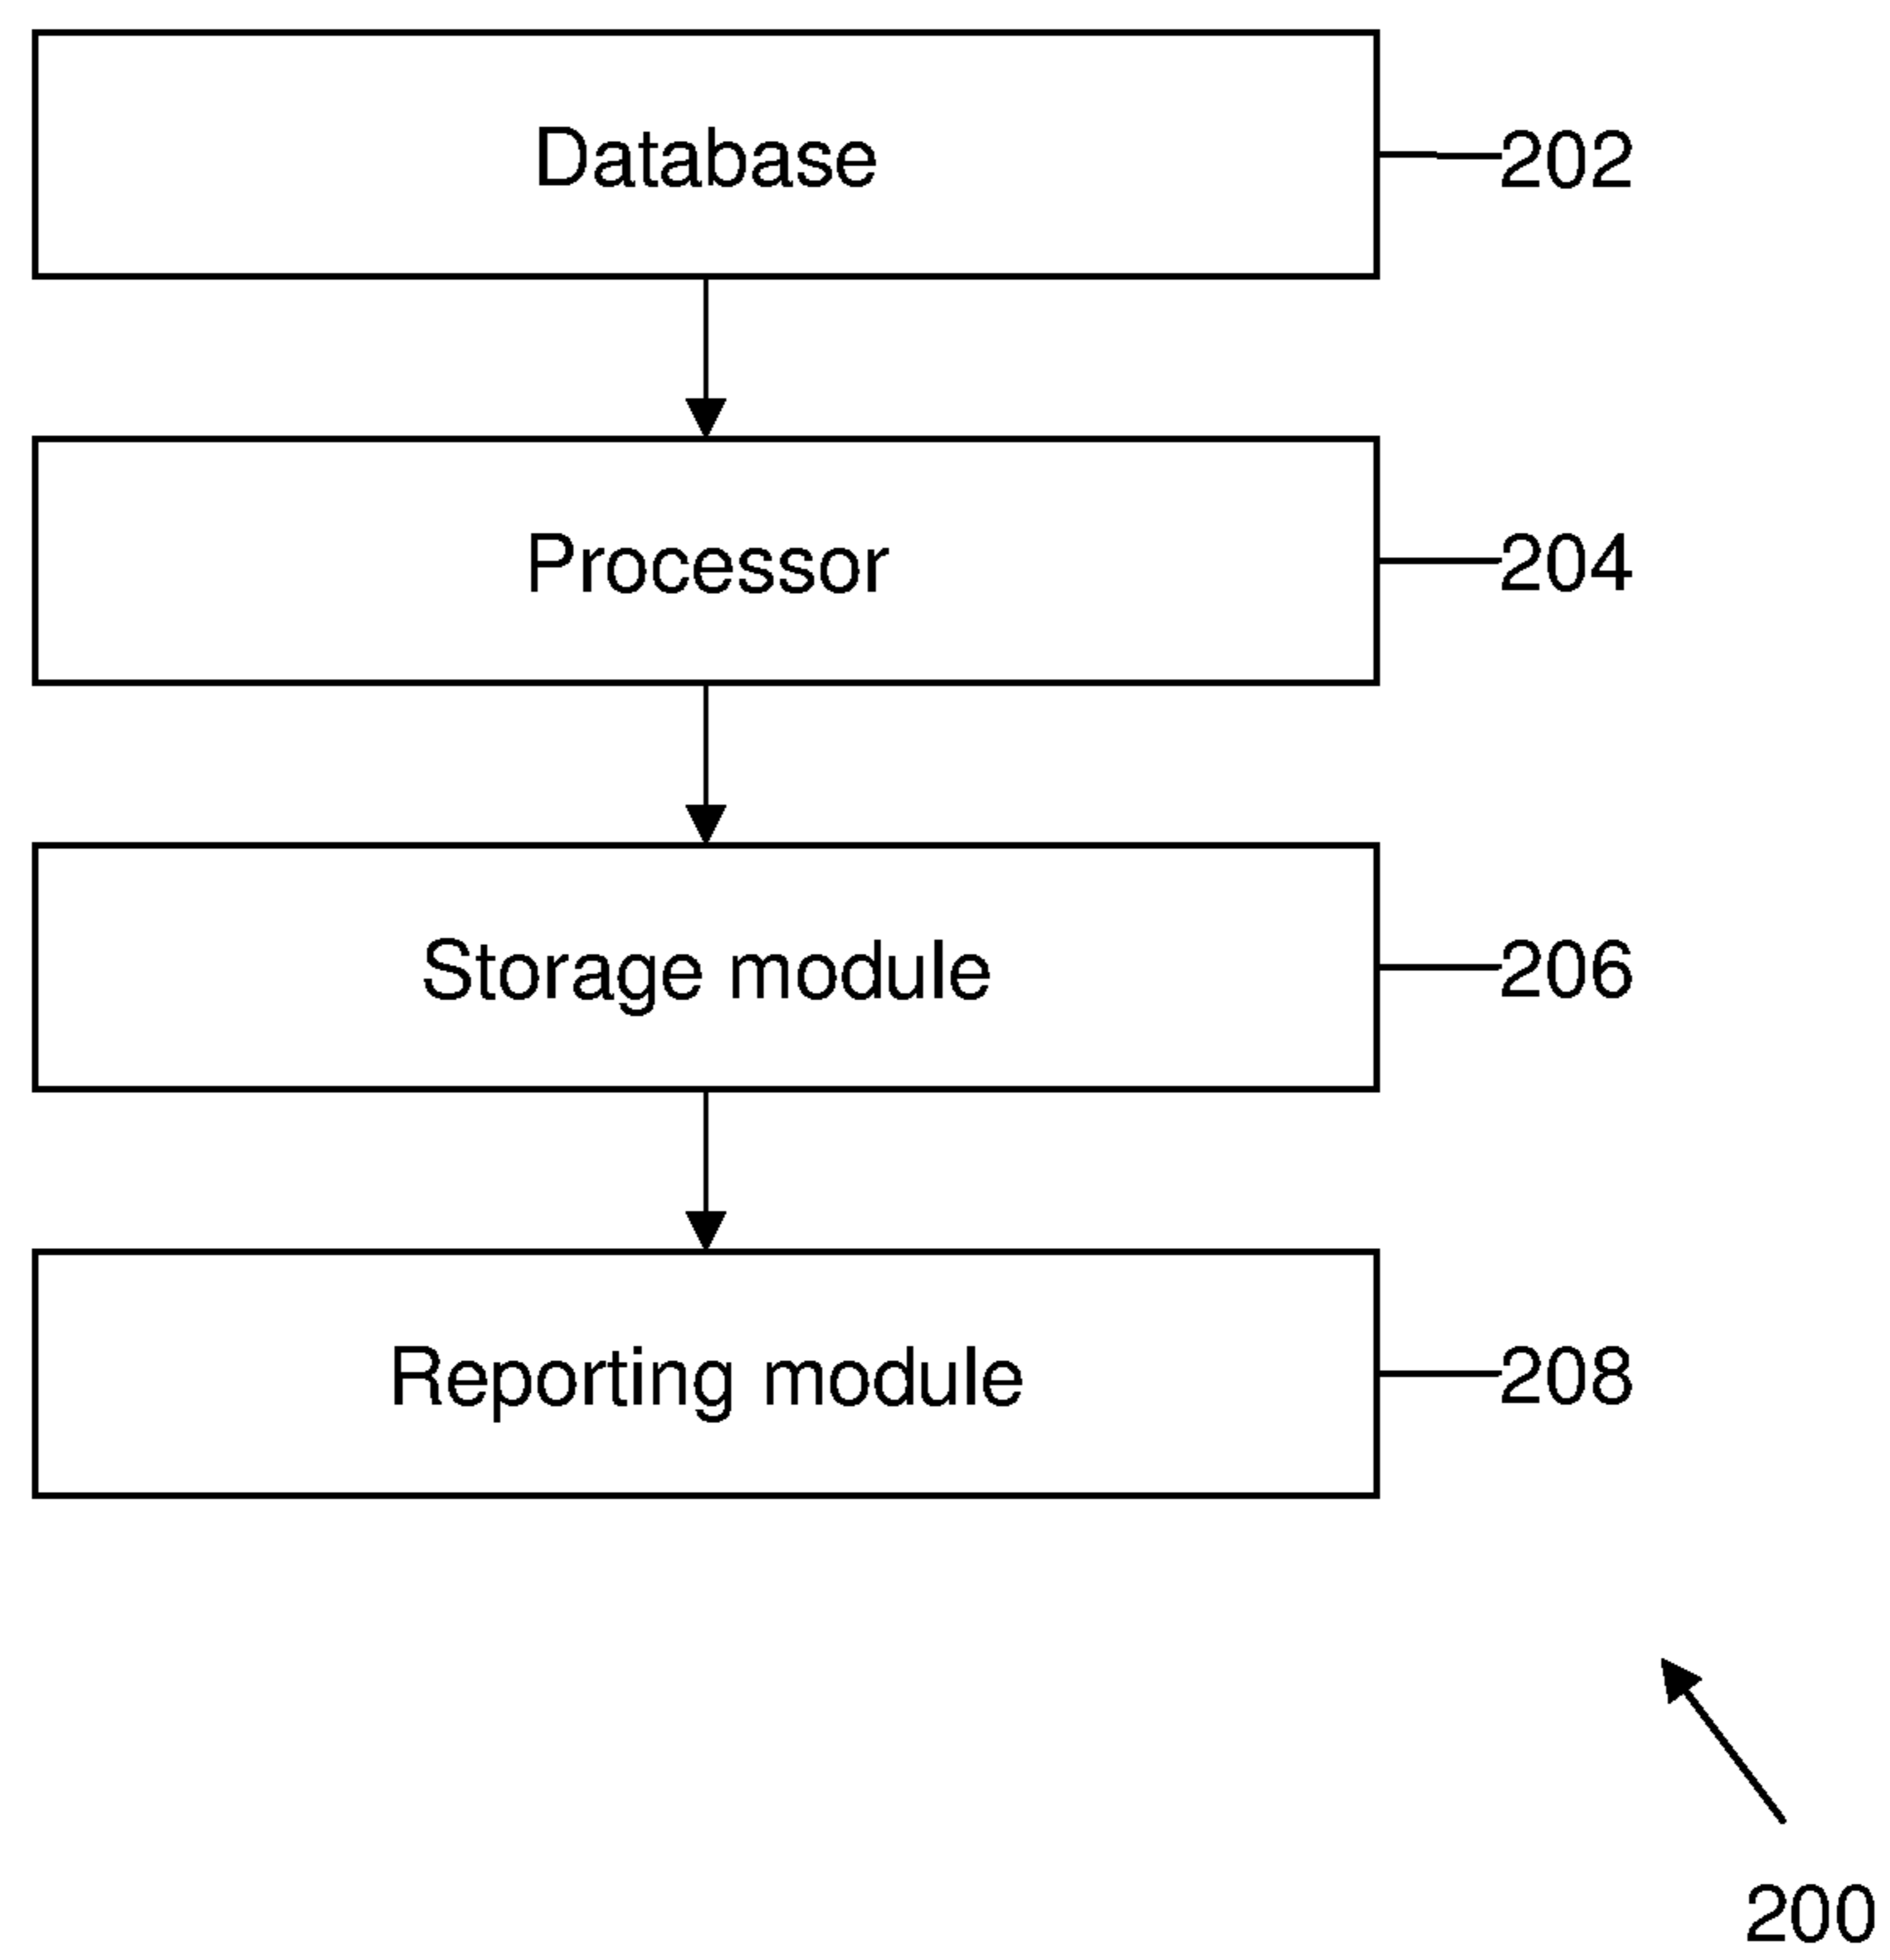 Database
202
Processor
204
Storage module
206
Reporting module
208
200